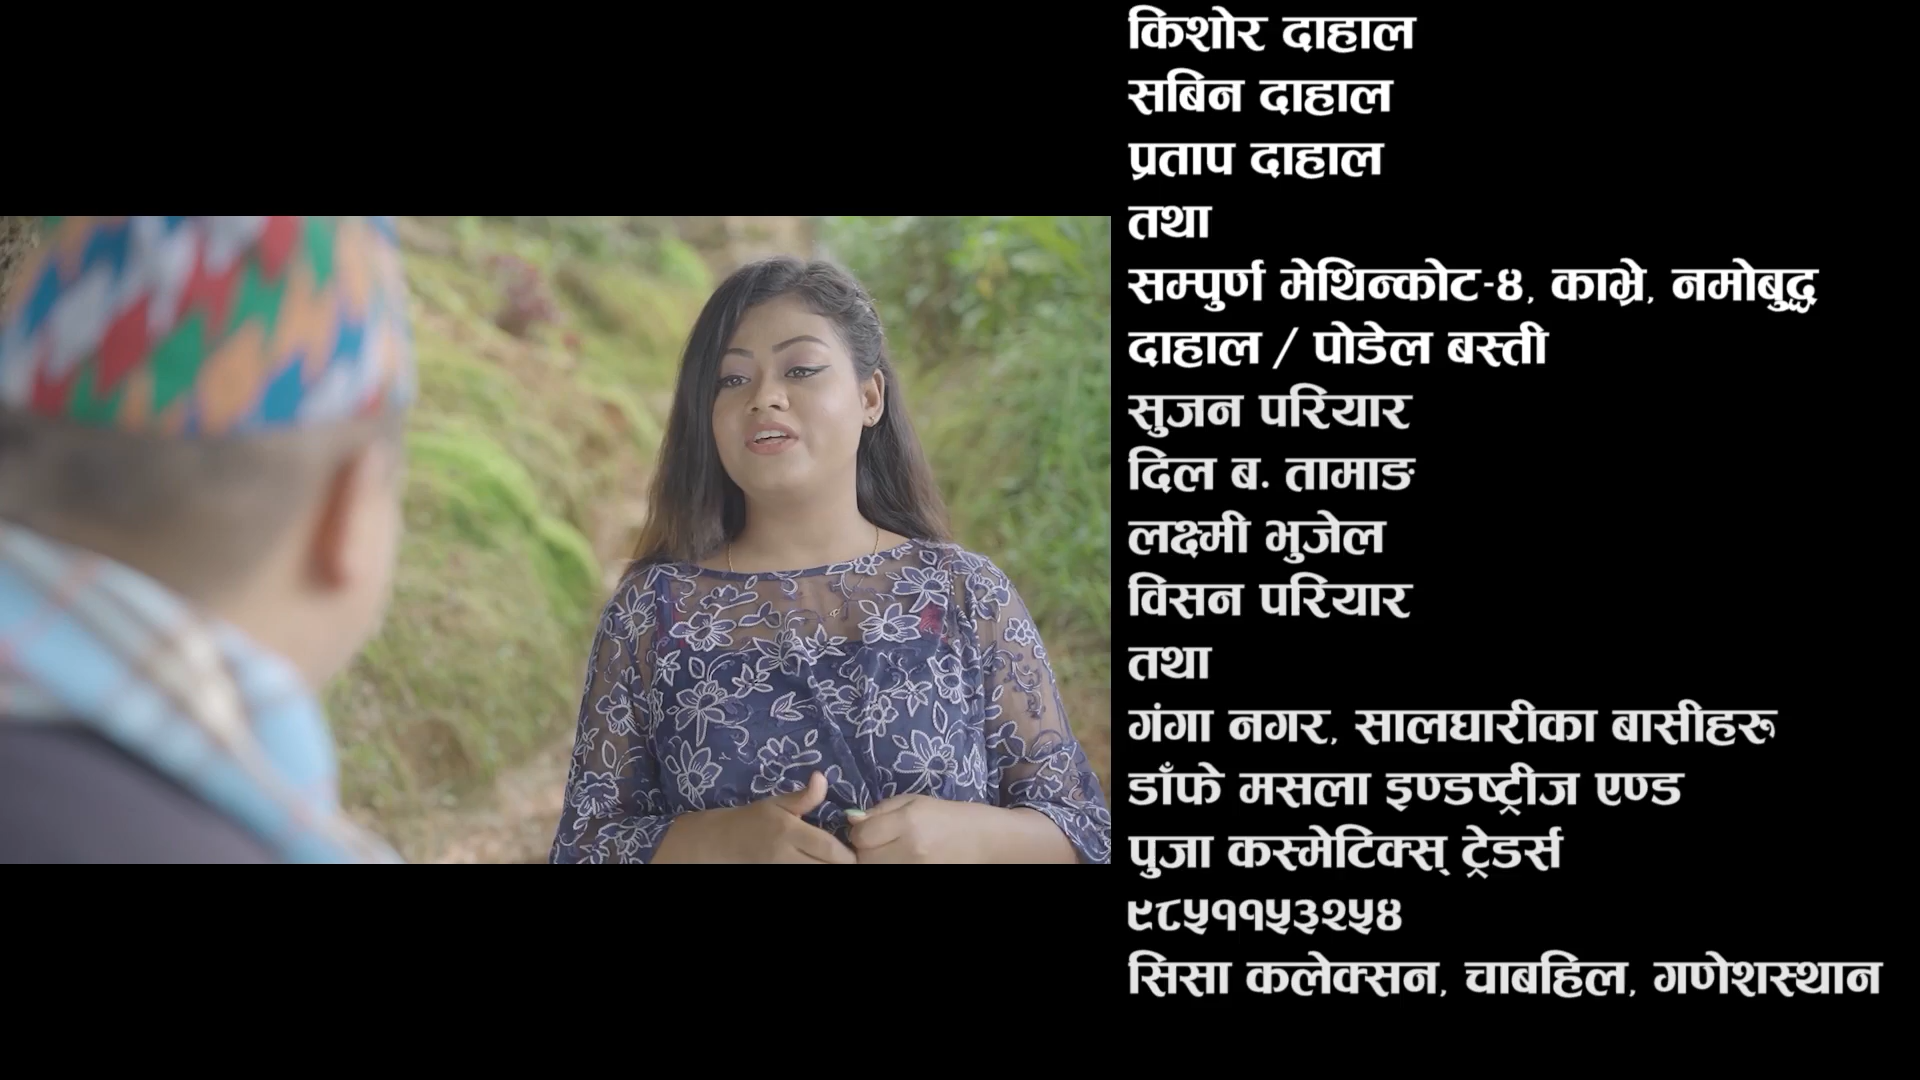 किशोर दाहाल
सबिन दाहाल
प्रताप दाहाल
तथा
सम्पुर्ण मेथिन्कोट-४, काभ्रे, नमोबुद्ध
दाहाल / पोडेल बस्ती
सुजन परियार
दिल ब. तामाङ
लक्ष्मी भुजेल
विसन परियार
तथा
गंगा नगर, सालघारीका बासीहरु
डाँफे मसला इण्डष्ट्रीज एण्ड
पुजा कस्मेटिक्स् ट्रेडर्स
९८५११५३२५४
सिसा कलेक्सन, चाबहिल, गणेशस्थान